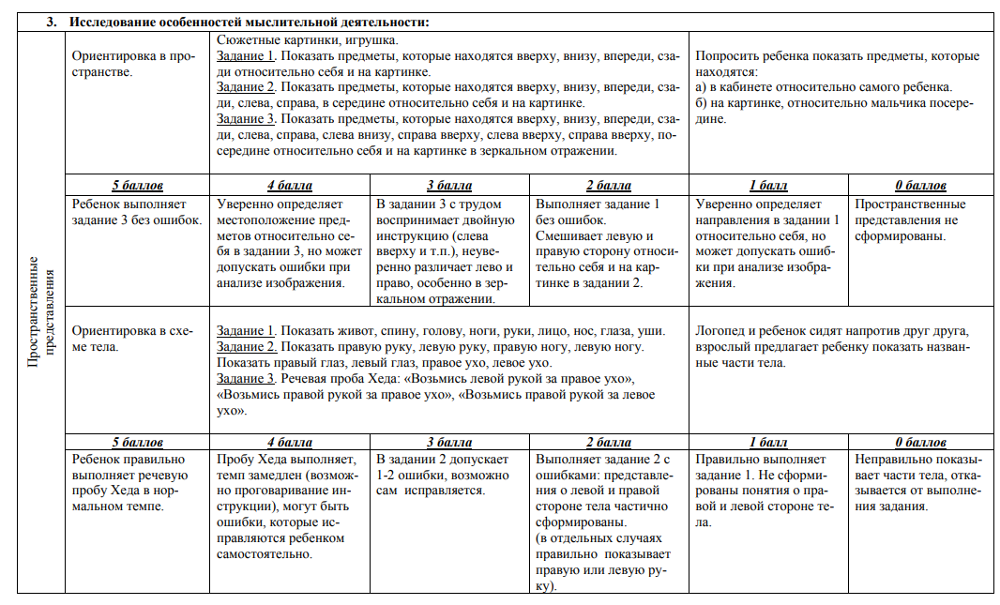 3. Исследование особенностей мыслительной деятельности:
Пространственные
представления
Ориентировка в про-
странстве.
Сюжетные картинки, игрушка.
Задание 1. Показать предметы, которые находятся вверху, внизу, впереди, сза-
ди относительно себя и на картинке.
Задание 2. Показать предметы, которые находятся вверху, внизу, впереди, сза-
ди, слева, справа, в середине относительно себя и на картинке.
Задание 3. Показать предметы, которые находятся вверху, внизу, впереди, сза-
ди, слева, справа, слева внизу, справа вверху, слева вверху, справа вверху, по-
середине относительно себя и на картинке в зеркальном отражении.
Попросить ребенка показать предметы, которые
находятся:
а) в кабинете относительно самого ребенка.
б) на картинке, относительно мальчика посере-
дине.
5 баллов
4 балла
3 балла
2 балла
1 балл
0 баллов
Ребенок выполняет
задание 3 без ошибок.
Уверенно определяет
местоположение пред-
метов относительно се-
бя в задании 3, но может
допускать ошибки при
анализе изображения.
В задании 3 с трудом
воспринимает двойную
инструкцию (слева
вверху и т.п.), неуве-
ренно различает лево и
право, особенно в зер-
кальном отражении.
Выполняет задание 1
без ошибок.
Смешивает левую и
правую сторону относи-
тельно себя и на кар-
тинке в задании 2.
Уверенно определяет
направления в задании 1
относительно себя, но
может допускать ошиб-
ки при анализе изобра-
жения.
Пространственные
представления не
сформированы.
Ориентировка в схе-
ме тела.
Задание 1. Показать живот, спину, голову, ноги, руки, лицо, нос, глаза, уши.
Задание 2. Показать правую руку, левую руку, правую ногу, левую ногу.
Показать правый глаз, левый глаз, правое ухо, левое ухо.
Задание 3. Речевая проба Хеда: «Возьмись левой рукой за правое ухо»,
«Возьмись правой рукой за правое ухо», «Возьмись правой рукой за левое
ухо».
Логопед и ребенок сидят напротив друг друга,
взрослый предлагает ребенку показать назван-
ные части тела.
5 баллов
4 балла
3 балла
2 балла
1 балл
0 баллов
Ребенок правильно
выполняет речевую
пробу Хеда в нор-
мальном темпе.
Пробу Хеда выполняет,
темп замедлен (возмож-
но проговаривание ин-
струкции), могут быть
ошибки, которые ис-
правляются ребенком
самостоятельно.
В задании 2 допускает
1-2 ошибки, возможно
сам исправляется.
Выполняет задание 2 с
ошибками: представле-
ния о левой и правой
стороне тела частично
сформированы.
(в отдельных случаях
правильно показывает
правую или левую ру-
ку).
Правильно выполняет
задание 1. Не сформи-
рованы понятия о пра-
вой и левой стороне те-
ла.
Неправильно показы-
вает части тела, отка-
зывается от выполне-
ния задания.